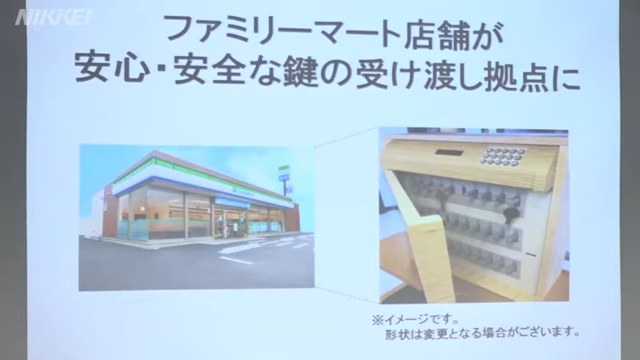 NIKKEI
ファミリーマート店舗が
安心・安全な鍵の受け渡し拠点に
※イメージです。
形状は変更となる場合がございます。